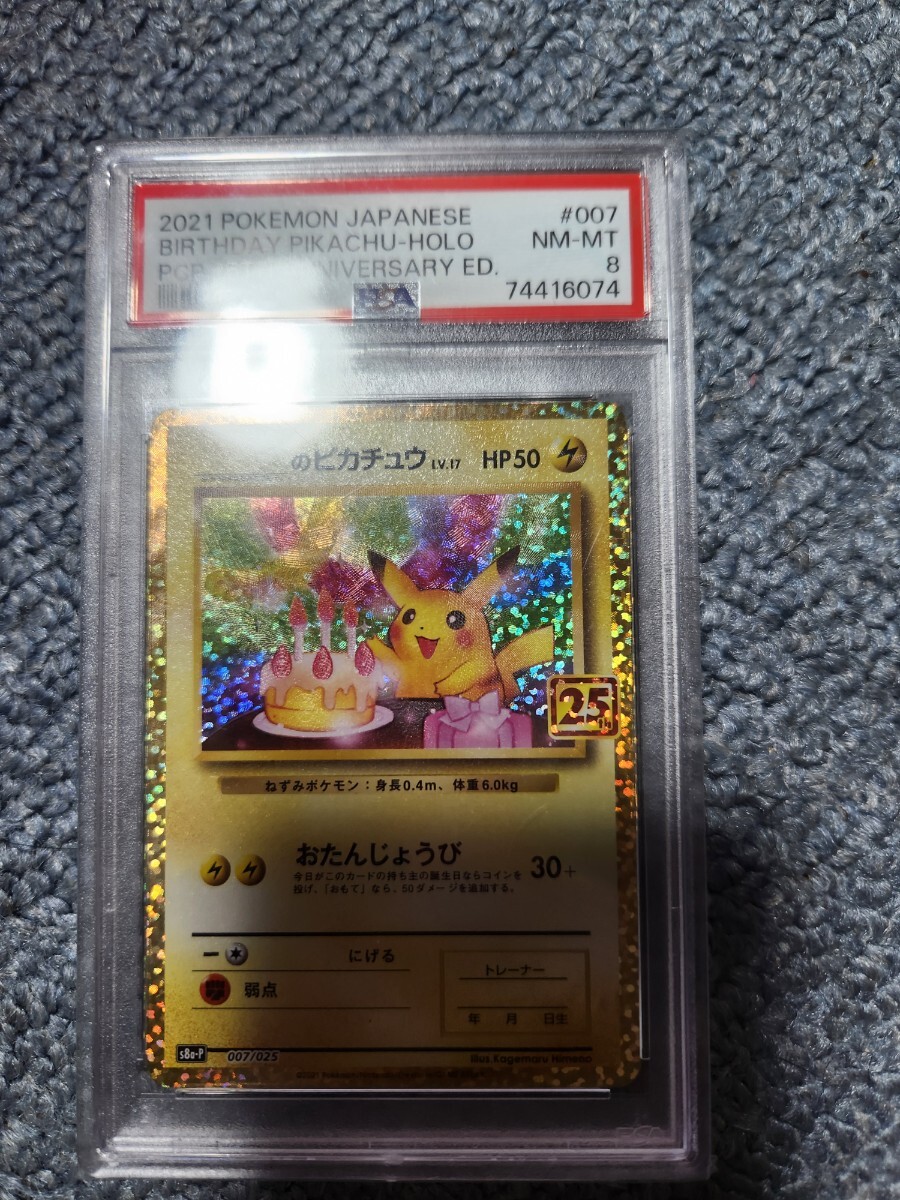 2021 POKEMON JAPANESE #007
BIRTHDAY PIKACHU-HOLO NM-MT
ANNIVERSARY ED. 8
PSA 74416074
のピカチュウ LV.17 HP50
25
ねずみポケモン：身長0.4m、体重6.0kg
おたんじょうび 30+
今日がこのカードの持ち主の誕生日ならコインを
投げ、「おもて」なら、50ダメージを追加する。
にげる
弱点
トレーナー
年 月 日生
s8a-P 007/025 Illus. Kagemaru Himeno